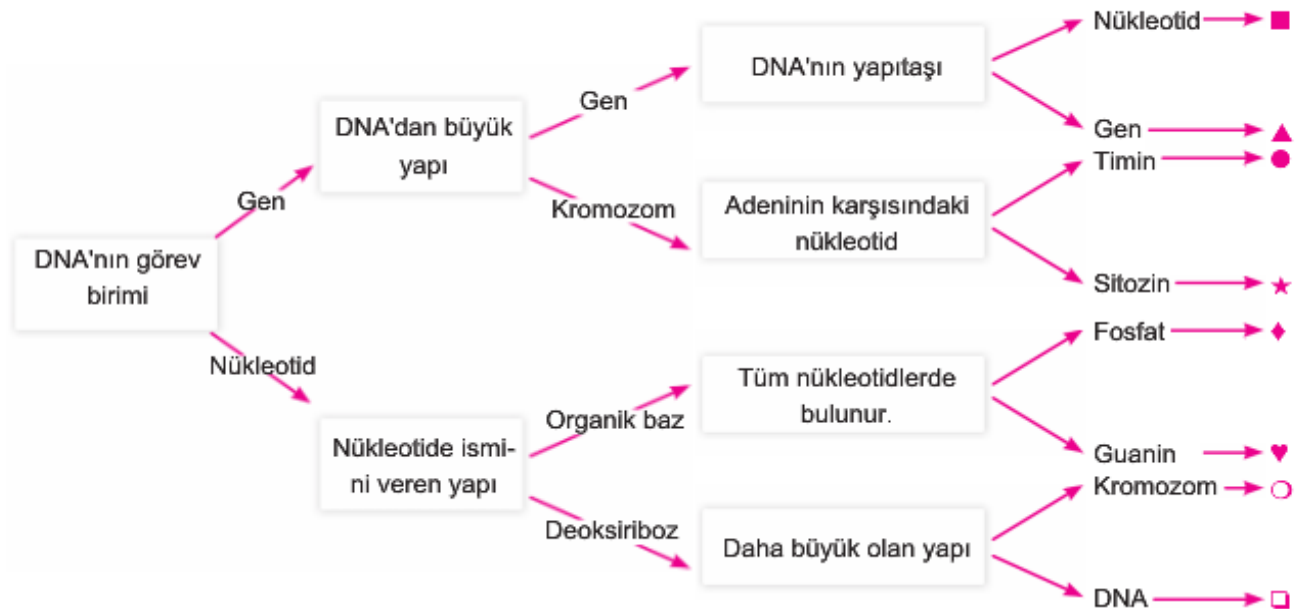 DNA'nın görev
birimi
Gen
Nükleotid
DNA'dan büyük
yapı
Nükleotide ismi-
ni veren yapı
Gen
Kromozom
Organik baz
Deoksiriboz
DNA'nın yapıtaşı
Adeninin karşısındaki
nükleotid
Tüm nükleotidlerde
bulunur.
Daha büyük olan yapı
Nükleotid
Gen
Timin
Sitozin
Fosfat
Guanin
Kromozom
DNA